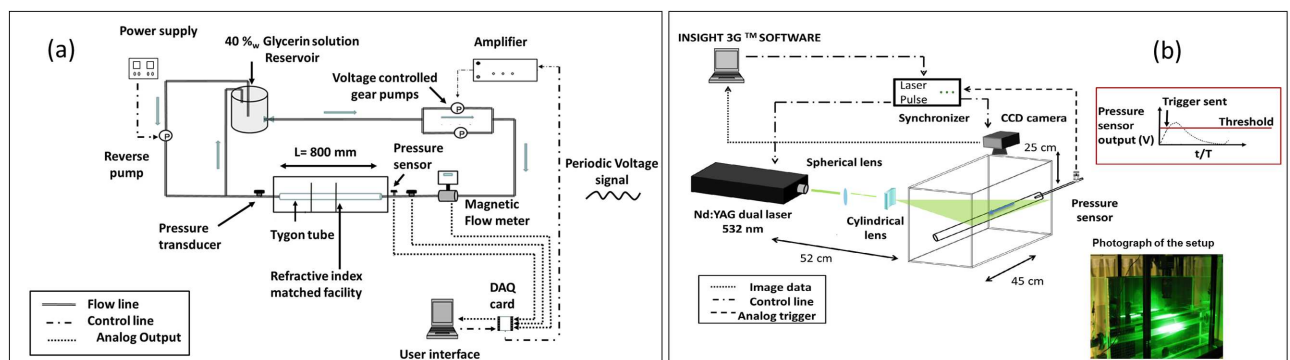 (a)
Power supply
40 %w Glycerin solution
Reservoir
Amplifier
Voltage controlled
gear pumps
P
P
P
Reverse
pump
L= 800 mm
Pressure
sensor
Periodic Voltage
signal
Magnetic
Flow meter
Pressure
transducer
Tygon tube
Refractive index
matched facility
DAQ
card
User interface
Flow line
Control line
Analog Output
(b)
INSIGHT 3G TM SOFTWARE
Laser
Pulse
Synchronizer
CCD camera
Trigger sent
Pressure
sensor
output (V)
Threshold
t/T
25 cm
Spherical lens
Cylindrical
lens
Nd:YAG dual laser
532 nm
Pressure
sensor
52 cm
45 cm
Photograph of the setup
Image data
Control line
Analog trigger